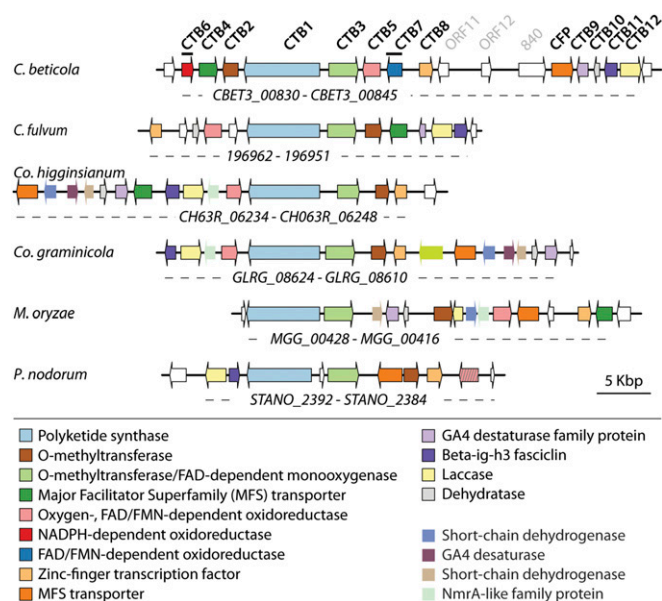 CTB6 CTB4 CTB2 CTB1 CTB3 CTB5 CTB7 CTB8 ORF11 ORF12 840 CFP CTB9 CTB10 CTB11 CTB12
C. beticola
CBET3_00830 - CBET3_00845
C. fulvum
196962 - 196951
Co. higginsianum
CH63R_06234 - CH063R_06248
Co. graminicola
GLRG_08624 - GLRG_08610
M. oryzae
MGG_00428 - MGG_00416
P. nodorum
STANO_2392 - STANO_2384
5 Kbp
Polyketide synthase
O-methyltransferase
O-methyltransferase/FAD-dependent monooxygenase
Major Facilitator Superfamily (MFS) transporter
Oxygen-, FAD/FMN-dependent oxidoreductase
NADPH-dependent oxidoreductase
FAD/FMN-dependent oxidoreductase
Zinc-finger transcription factor
MFS transporter
GA4 destaturase family protein
Beta-ig-h3 fasciclin
Laccase
Dehydratase
Short-chain dehydrogenase
GA4 desaturase
Short-chain dehydrogenase
NmrA-like family protein